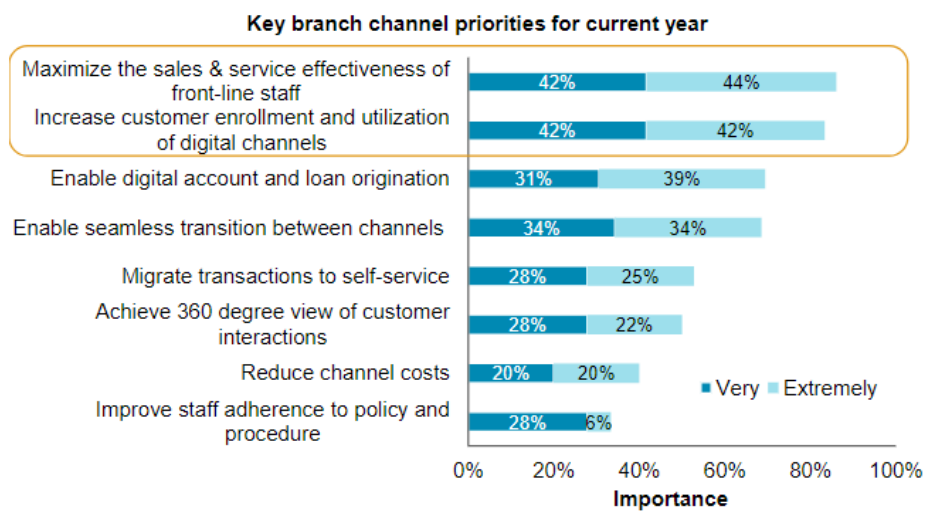 Key branch channel priorities for current year
Maximize the sales & service effectiveness of
front-line staff
42% 44%
Increase customer enrollment and utilization
of digital channels
42% 42%
Enable digital account and loan origination
31% 39%
Enable seamless transition between channels
34% 34%
Migrate transactions to self-service
28% 25%
Achieve 360 degree view of customer
interactions
28% 22%
Reduce channel costs
20% 20%
Very Extremely
Improve staff adherence to policy and
procedure
28% 6%
0% 20% 40% 60% 80% 100%
Importance